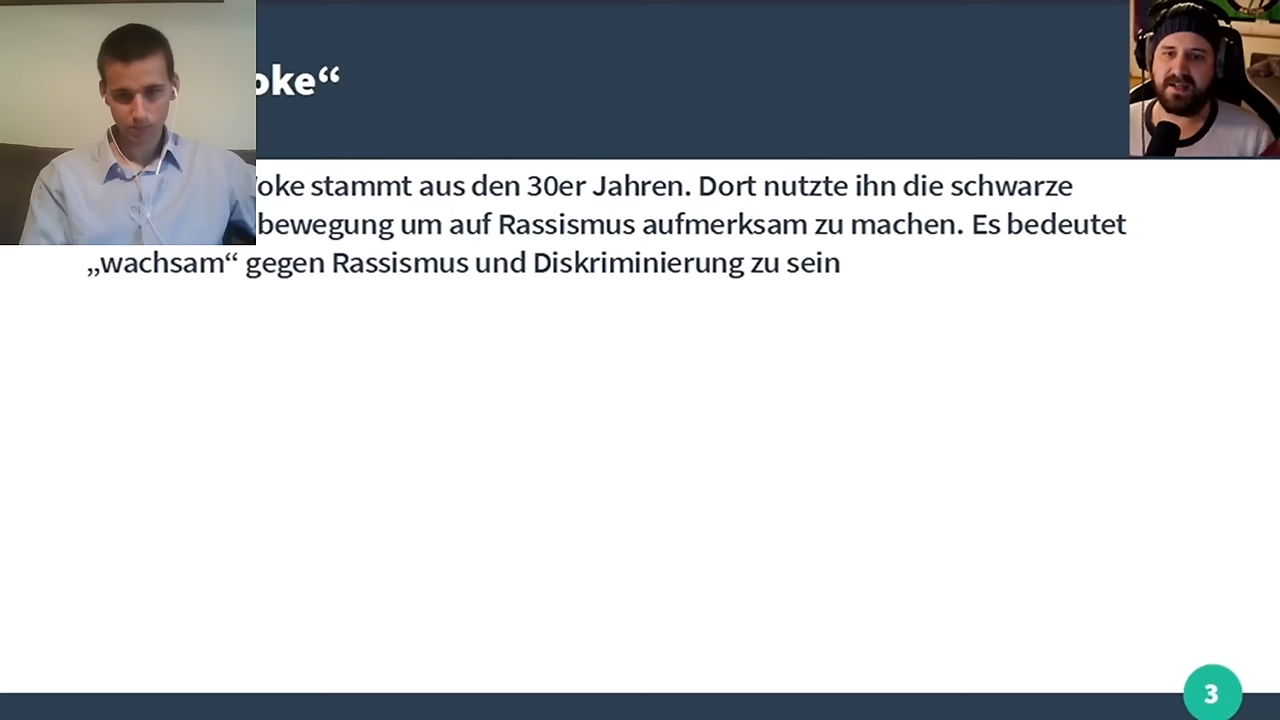 oke“
oke stammt aus den 30er Jahren. Dort nutzte ihn die schwarze
bewegung um auf Rassismus aufmerksam zu machen. Es bedeutet
„wachsam“ gegen Rassismus und Diskriminierung zu sein
3